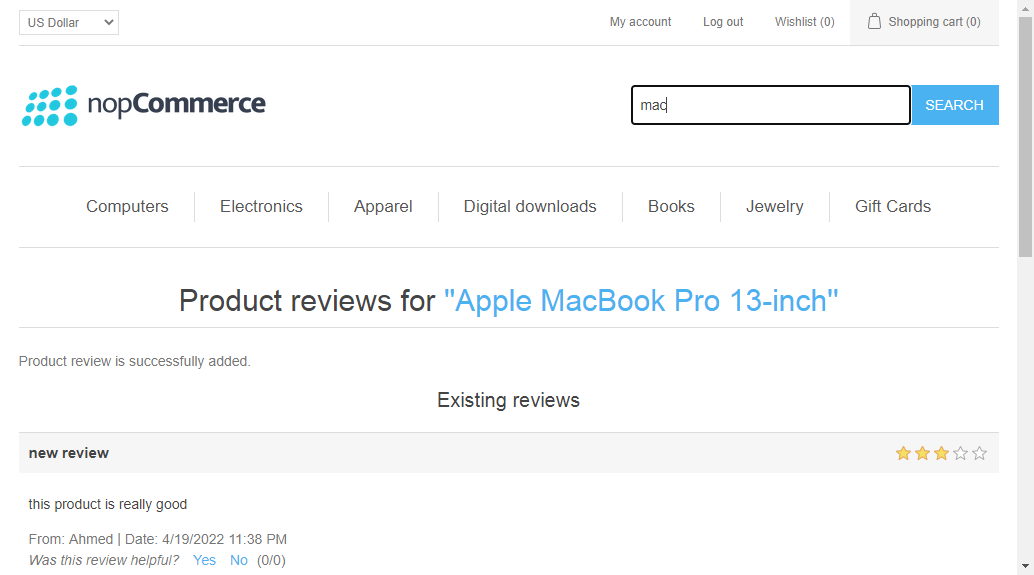 US Dollar My account Log out Wishlist (0) Shopping cart (0)
nopCommerce mac SEARCH
Computers Electronics Apparel Digital downloads Books Jewelry Gift Cards
Product reviews for "Apple MacBook Pro 13-inch"
Product review is successfully added.
Existing reviews
new review
this product is really good
From: Ahmed | Date: 4/19/2022 11:38 PM
Was this review helpful? Yes No (0/0)